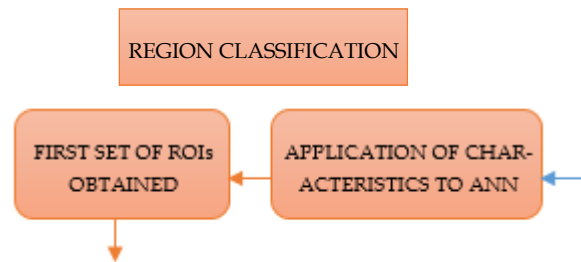 REGION CLASSIFICATION
FIRST SET OF ROIs
OBTAINED
APPLICATION OF CHAR-
ACTERISTICS TO ANN